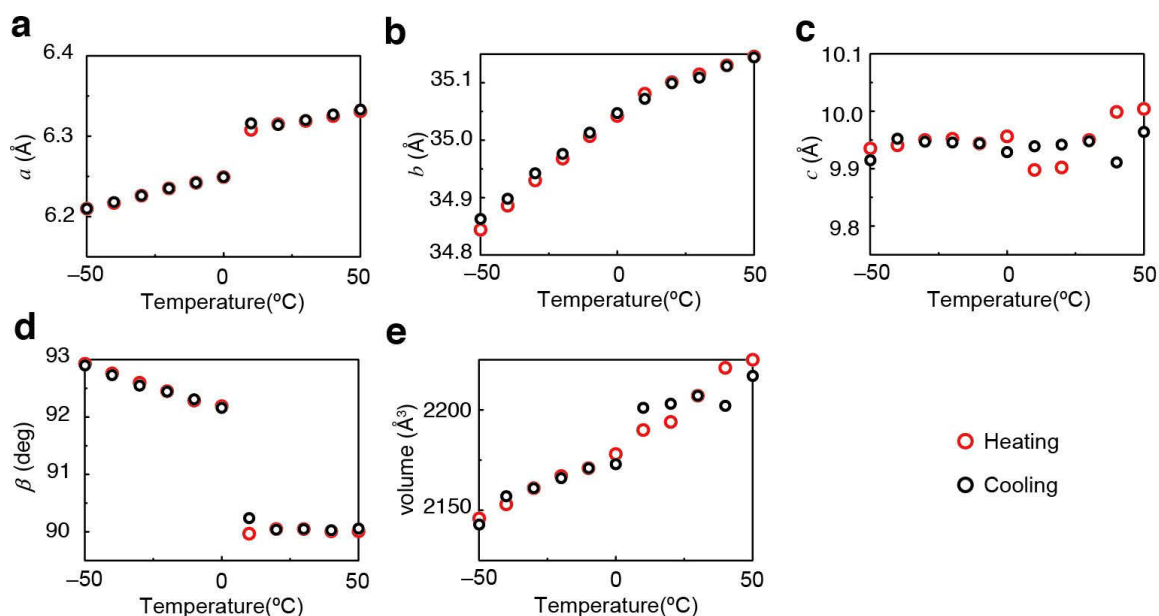 a
6.4
6.3
6.2
a (Å)
–50
0
50
Temperature(ºC)
b
35.1
35.0
34.9
34.8
b (Å)
–50
0
50
Temperature(ºC)
c
10.1
10.0
9.9
9.8
c (Å)
–50
0
50
Temperature(ºC)
d
93
92
91
90
β (deg)
–50
0
50
Temperature(ºC)
e
2200
2150
volume (Å³)
–50
0
50
Temperature(ºC)
Heating
Cooling